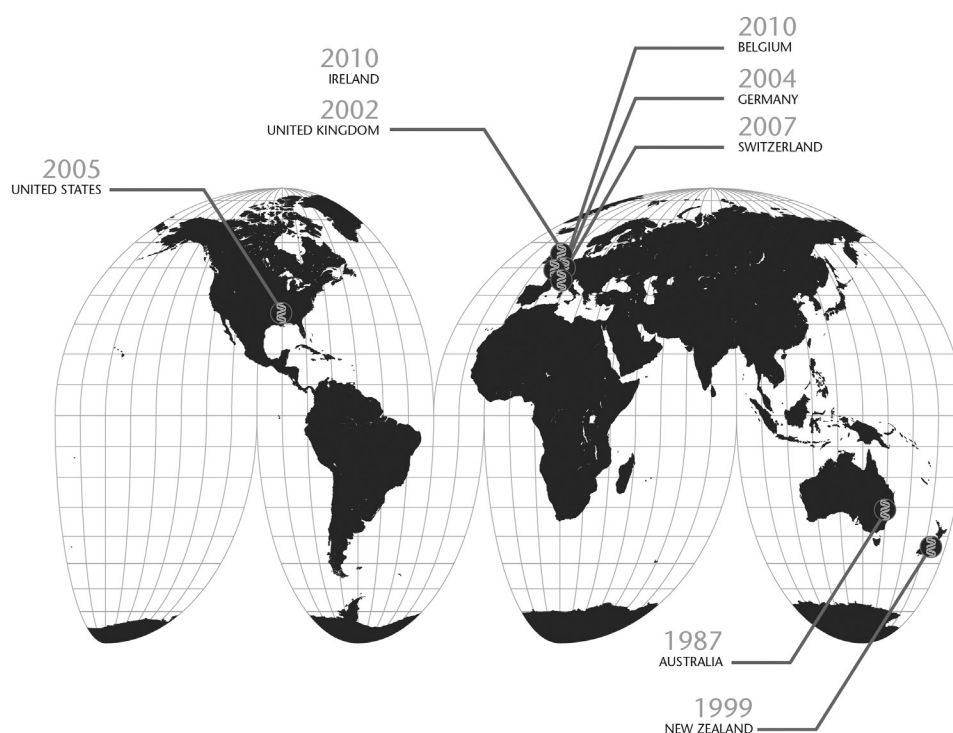 2010
IRELAND
2002
UNITED KINGDOM
2005
UNITED STATES
2010
BELGIUM
2004
GERMANY
2007
SWITZERLAND
1987
AUSTRALIA
1999
NEW ZEALAND